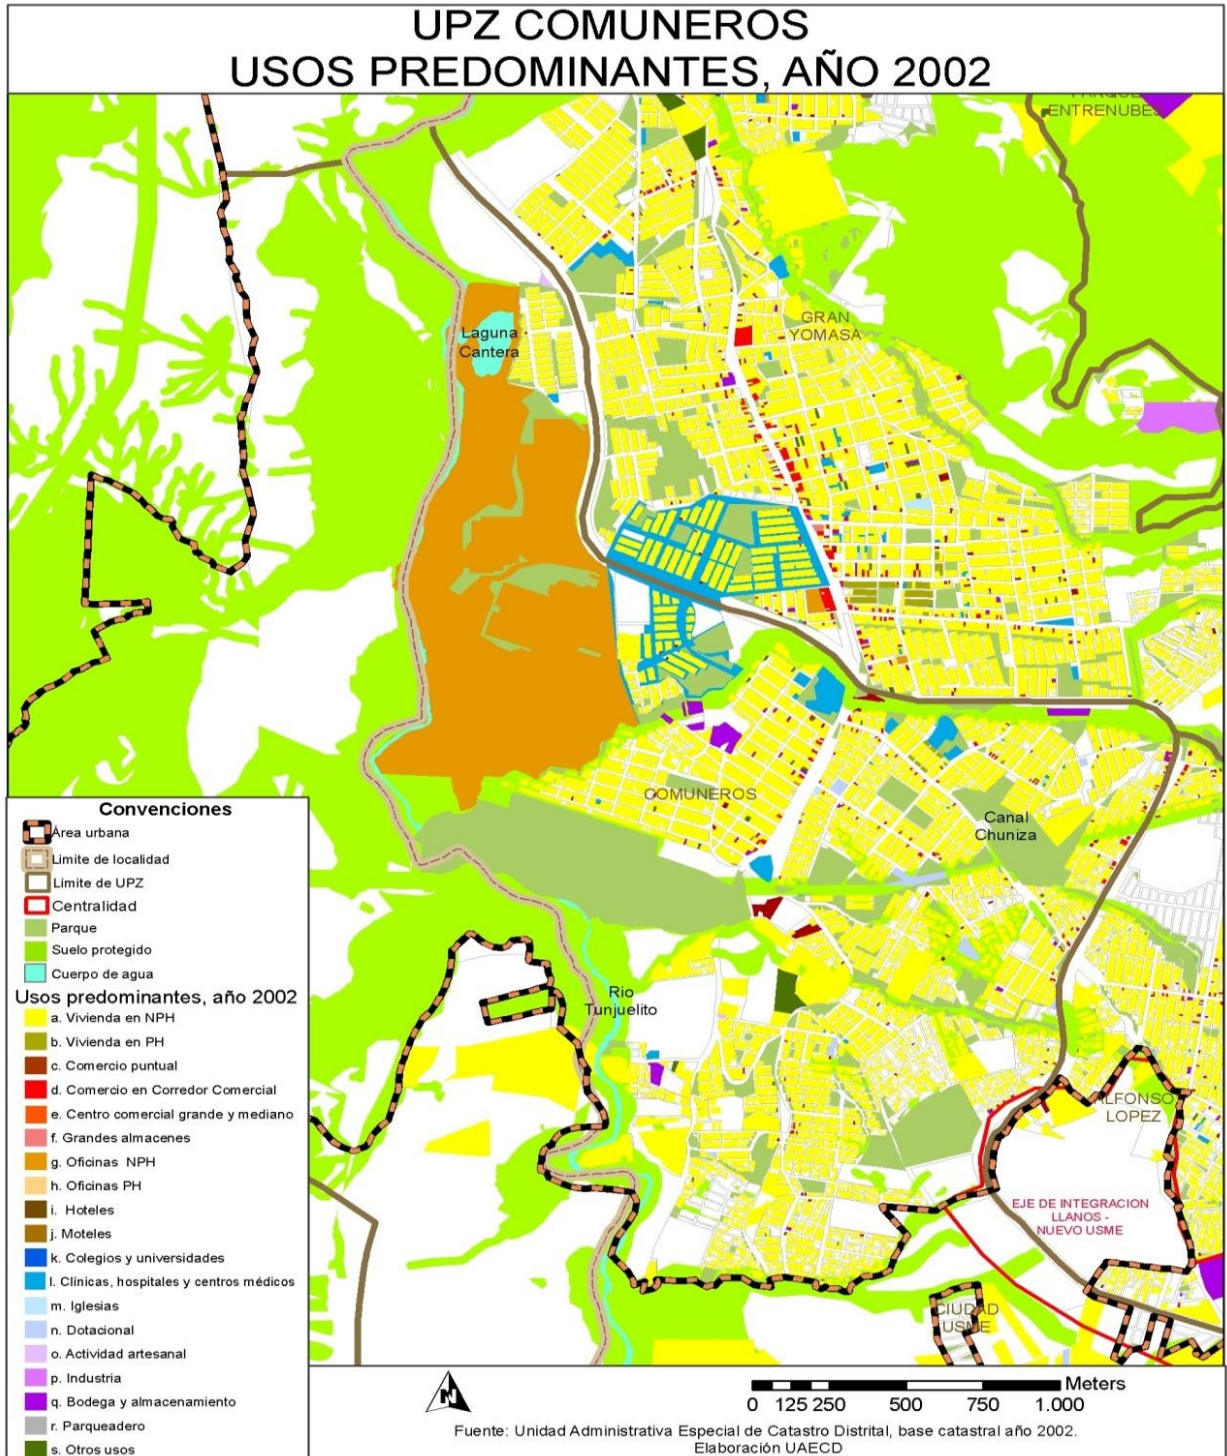 UPZ COMUNEROS
USOS PREDOMINANTES, AÑO 2002
PARQUE
ENTRENUBES
GRAN
YOMASA
Laguna
Cantera
COMUNEROS
Canal
Chuniza
Rio
Tunjuelito
ALFONSO
LOPEZ
EJE DE INTEGRACION
LLANOS -
NUEVO USME
CIUDAD
USME
Convenciones
Área urbana
Limite de localidad
Límite de UPZ
Centralidad
Parque
Suelo protegido
Cuerpo de agua
Usos predominantes, año 2002
a. Vivienda en NPH
b. Vivienda en PH
c. Comercio puntual
d. Comercio en Corredor Comercial
e. Centro comercial grande y mediano
f. Grandes almacenes
g. Oficinas NPH
h. Oficinas PH
i. Hoteles
j. Moteles
k. Colegios y universidades
l. Clínicas, hospitales y centros médicos
m. Iglesias
n. Dotacional
o. Actividad artesanal
p. Industria
q. Bodega y almacenamiento
r. Parqueadero
s. Otros usos
N
Meters
0 125 250 500 750 1.000
Fuente: Unidad Administrativa Especial de Catastro Distrital, base catastral año 2002.
Elaboración UAECD